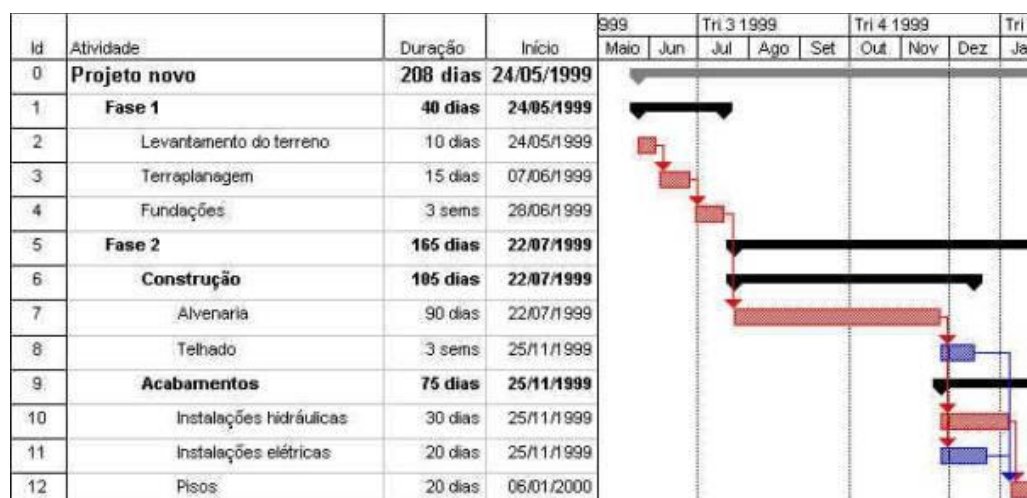 999 Tri 3 1999 Tri 4 1999 Tri
Id Atividade Duração Início Maio Jun Jul Ago Set Out Nov Dez Ja
0 Projeto novo 208 dias 24/05/1999
1 Fase 1 40 dias 24/05/1999
2 Levantamento do terreno 10 dias 24/05/1999
3 Terraplanagem 15 dias 07/06/1999
4 Fundações 3 sems 28/06/1999
5 Fase 2 165 dias 22/07/1999
6 Construção 105 dias 22/07/1999
7 Alvenaria 90 dias 22/07/1999
8 Telhado 3 sems 25/11/1999
9 Acabamentos 75 dias 25/11/1999
10 Instalações hidráulicas 30 dias 25/11/1999
11 Instalações elétricas 20 dias 25/11/1999
12 Pisos 20 dias 06/01/2000